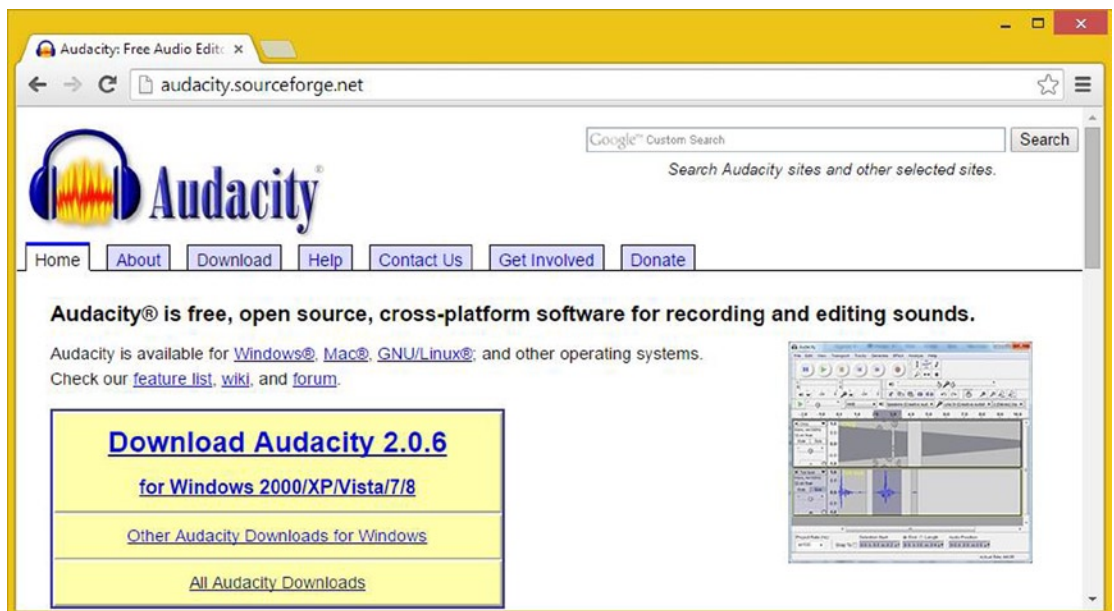 Audacity: Free Audio Edito
audacity.sourceforge.net
Google™ Custom Search
Search
Search Audacity sites and other selected sites.
Audacity®
Home
About
Download
Help
Contact Us
Get Involved
Donate
Audacity® is free, open source, cross-platform software for recording and editing sounds.
Audacity is available for Windows®, Mac®, GNU/Linux®; and other operating systems.
Check our feature list, wiki, and forum.
Download Audacity 2.0.6
for Windows 2000/XP/Vista/7/8
Other Audacity Downloads for Windows
All Audacity Downloads